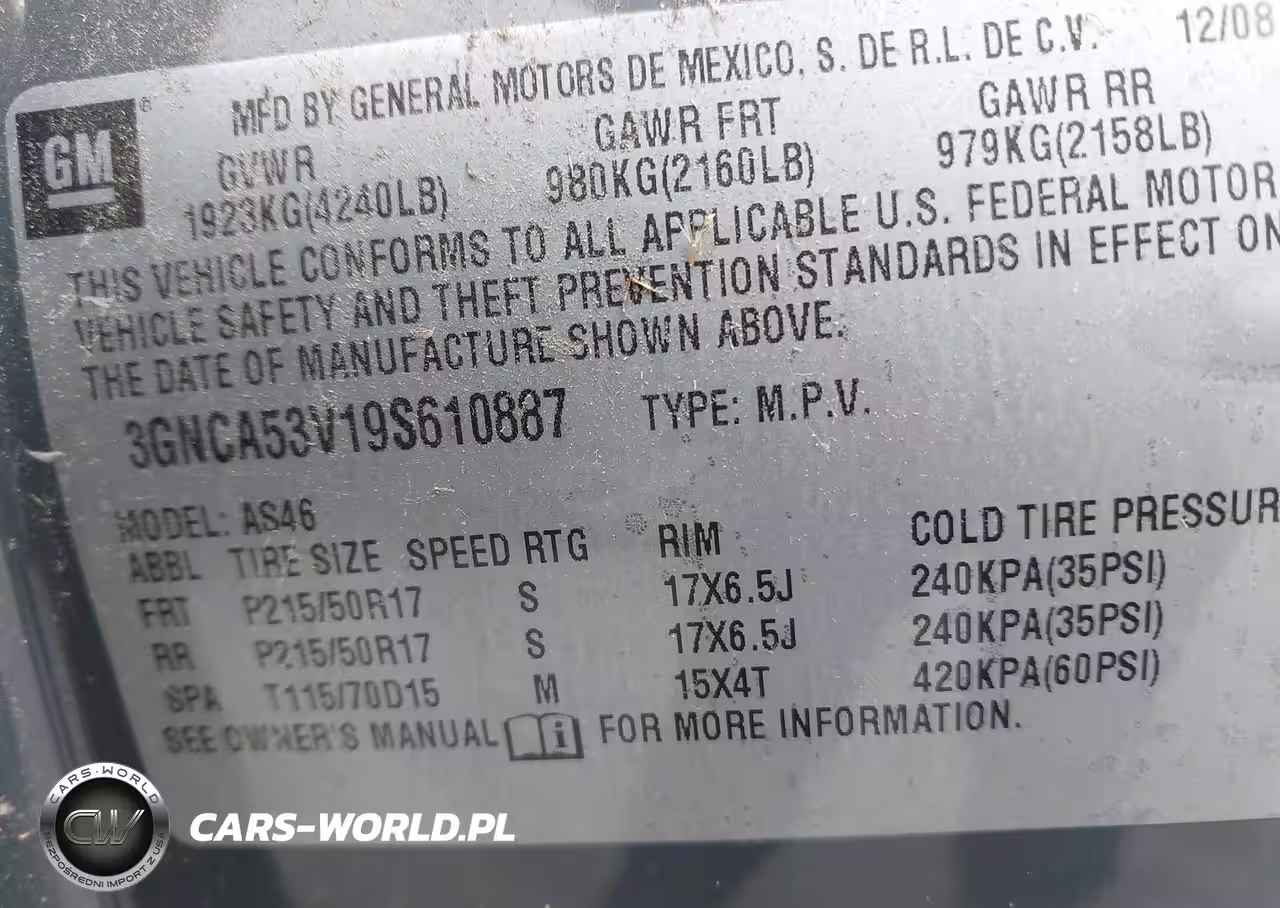 MFD BY GENERAL MOTORS DE MEXICO, S. DE R.L. DE C.V. 12/08
GM ®
GVWR GAWR FRT GAWR RR
1923KG(4240LB) 980KG(2160LB) 979KG(2158LB)
THIS VEHICLE CONFORMS TO ALL APPLICABLE U.S. FEDERAL MOTOR
VEHICLE SAFETY AND THEFT PREVENTION STANDARDS IN EFFECT ON
THE DATE OF MANUFACTURE SHOWN ABOVE.
3GNCA53V19S610887 TYPE: M.P.V.
MODEL: AS46
ABBL TIRE SIZE SPEED RTG RIM COLD TIRE PRESSUR
FRT P215/50R17 S 17X6.5J 240KPA(35PSI)
RR P215/50R17 S 17X6.5J 240KPA(35PSI)
SPA T115/70D15 M 15X4T 420KPA(60PSI)
SEE OWNER'S MANUAL i FOR MORE INFORMATION.
CARS-WORLD
CW
BEZPOŚREDNI IMPORT Z USA
CARS-WORLD.PL